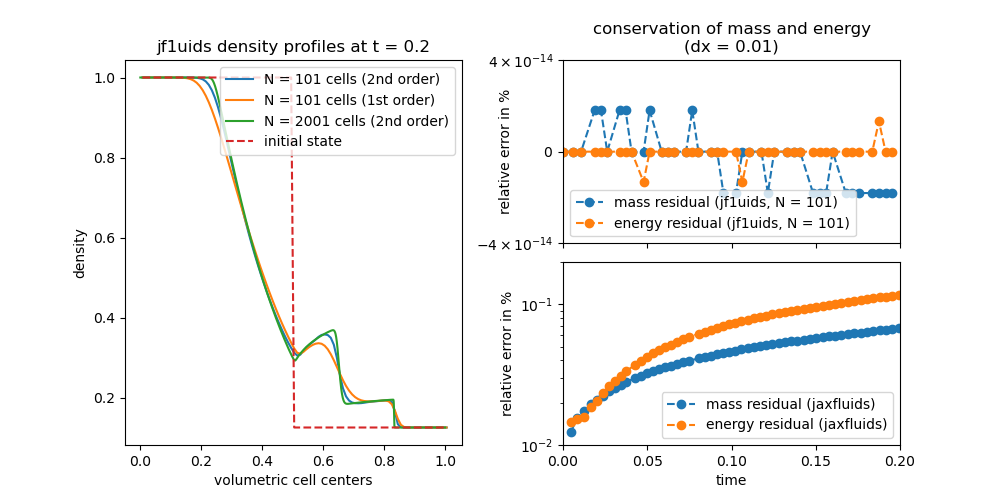 jf1uids density profiles at t = 0.2
N = 101 cells (2nd order)
N = 101 cells (1st order)
N = 2001 cells (2nd order)
initial state
density
1.0
0.8
0.6
0.4
0.2
0.0 0.2 0.4 0.6 0.8 1.0
volumetric cell centers
conservation of mass and energy
(dx = 0.01)
relative error in %
4 × 10⁻¹⁴
0
−4 × 10⁻¹⁴
mass residual (jf1uids, N = 101)
energy residual (jf1uids, N = 101)
relative error in %
10⁻¹
10⁻²
mass residual (jaxfluids)
energy residual (jaxfluids)
0.00 0.05 0.10 0.15 0.20
time